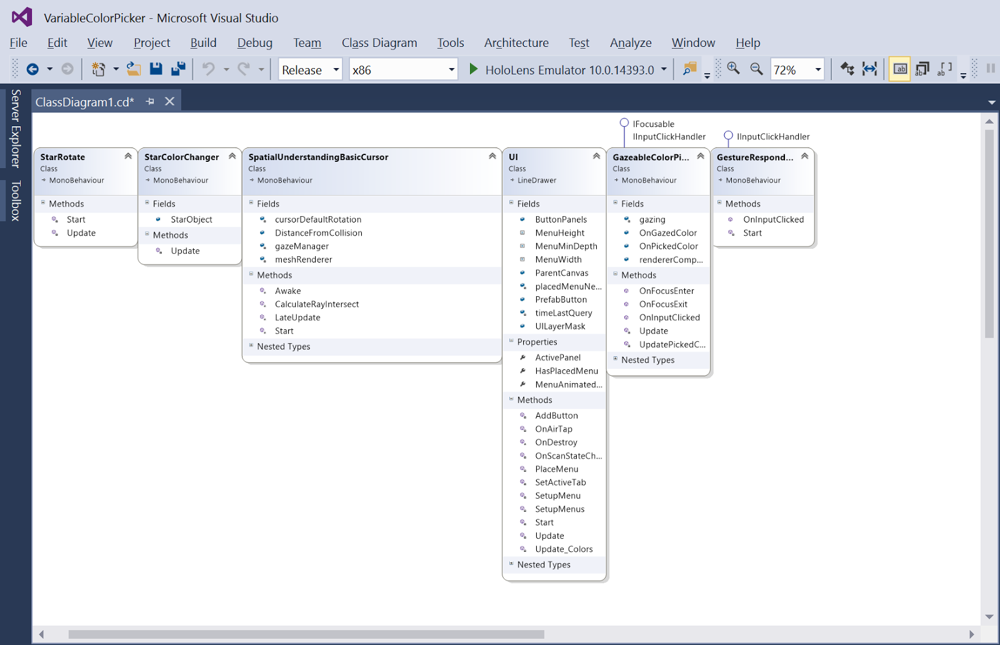 VariableColorPicker - Microsoft Visual Studio
File Edit View Project Build Debug Team Class Diagram Tools Architecture Test Analyze Window Help
Release x86 HoloLens Emulator 10.0.14393.0 72%
Server Explorer
Toolbox
ClassDiagram1.cd*
IFocusable
IInputClickHandler
IInputClickHandler
StarRotate
Class
MonoBehaviour
Methods
Start
Update
StarColorChanger
Class
MonoBehaviour
Fields
StarObject
Methods
Update
SpatialUnderstandingBasicCursor
Class
MonoBehaviour
Fields
cursorDefaultRotation
DistanceFromCollision
gazeManager
meshRenderer
Methods
Awake
CalculateRayIntersect
LateUpdate
Start
Nested Types
UI
Class
LineDrawer
Fields
ButtonPanels
MenuHeight
MenuMinDepth
MenuWidth
ParentCanvas
placedMenuNe...
PrefabButton
timeLastQuery
UILayerMask
Properties
ActivePanel
HasPlacedMenu
MenuAnimated...
Methods
AddButton
OnAirTap
OnDestroy
OnScanStateCh...
PlaceMenu
SetActiveTab
SetupMenu
SetupMenus
Start
Update
Update_Colors
Nested Types
GazeableColorPi...
Class
MonoBehaviour
Fields
gazing
OnGazedColor
OnPickedColor
rendererComp...
Methods
OnFocusEnter
OnFocusExit
OnInputClicked
Update
UpdatePickedC...
Nested Types
GestureRespond...
Class
MonoBehaviour
Methods
OnInputClicked
Start